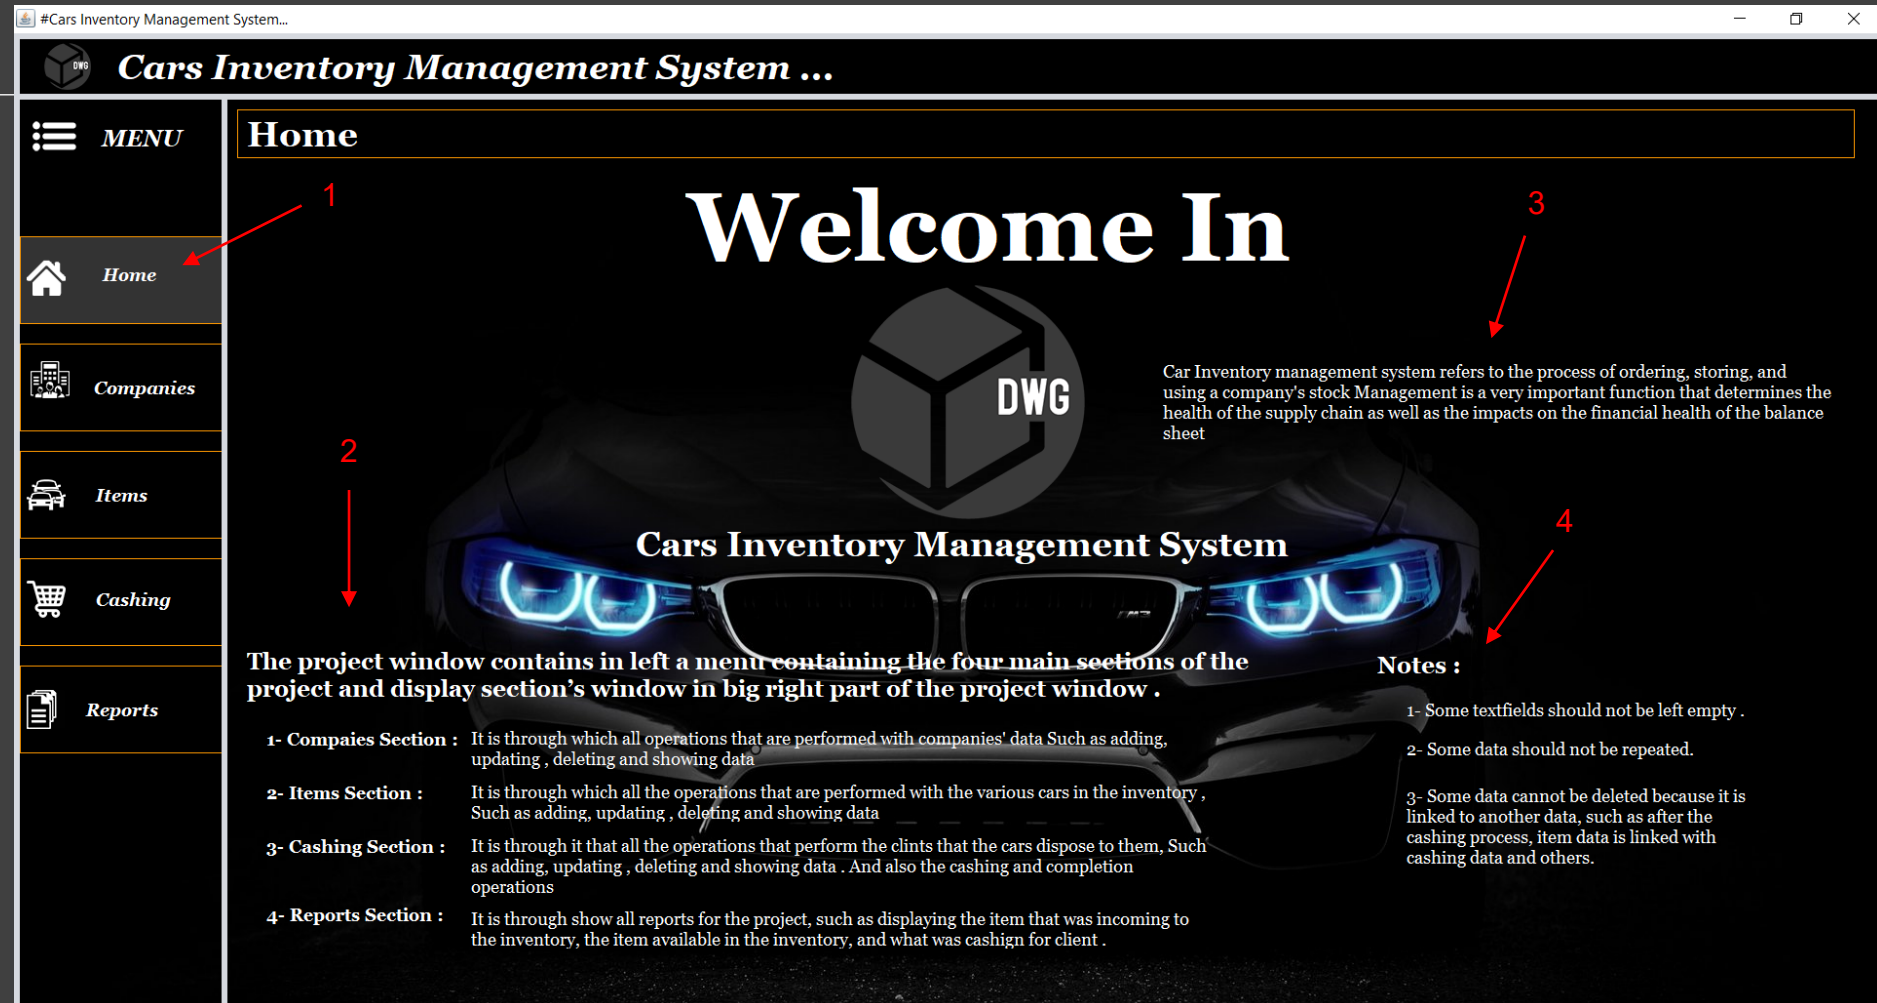 #Cars Inventory Management System...
DWG
Cars Inventory Management System ...
MENU
Home
Companies
Items
Cashing
Reports
1
2
3
4
Home
Welcome In
DWG
Cars Inventory Management System
Car Inventory management system refers to the process of ordering, storing, and
using a company's stock Management is a very important function that determines the
health of the supply chain as well as the impacts on the financial health of the balance
sheet
The project window contains in left a menu containing the four main sections of the
project and display section’s window in big right part of the project window .
1- Compaies Section :
It is through which all operations that are performed with companies' data Such as adding,
updating , deleting and showing data
2- Items Section :
It is through which all the operations that are performed with the various cars in the inventory ,
Such as adding, updating , deleting and showing data
3- Cashing Section :
It is through it that all the operations that perform the clints that the cars dispose to them, Such
as adding, updating , deleting and showing data . And also the cashing and completion
operations
4- Reports Section :
It is through show all reports for the project, such as displaying the item that was incoming to
the inventory, the item available in the inventory, and what was cashign for client .
Notes :
1- Some textfields should not be left empty .
2- Some data should not be repeated.
3- Some data cannot be deleted because it is
linked to another data, such as after the
cashing process, item data is linked with
cashing data and others.
M3